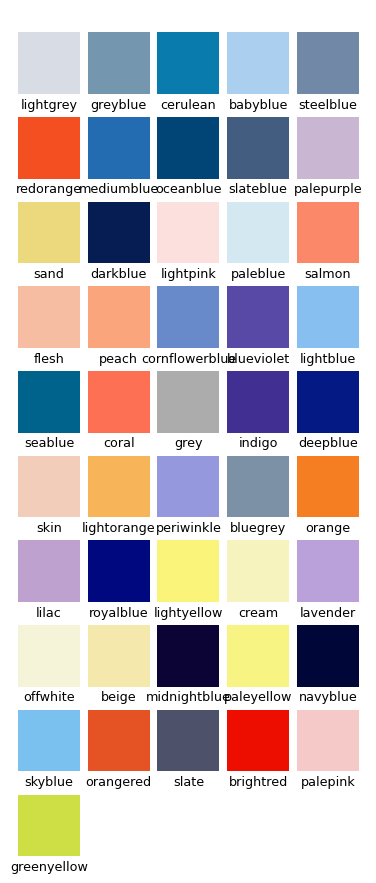 lightgrey greyblue cerulean babyblue steelblue
redorange mediumblue oceanblue slateblue palepurple
sand darkblue lightpink paleblue salmon
flesh peach cornflowerblue blueviolet lightblue
seablue coral grey indigo deepblue
skin lightorange periwinkle bluegrey orange
lilac royalblue lightyellow cream lavender
offwhite beige midnightblue paleyellow navyblue
skyblue orangered slate brightred palepink
greenyellow